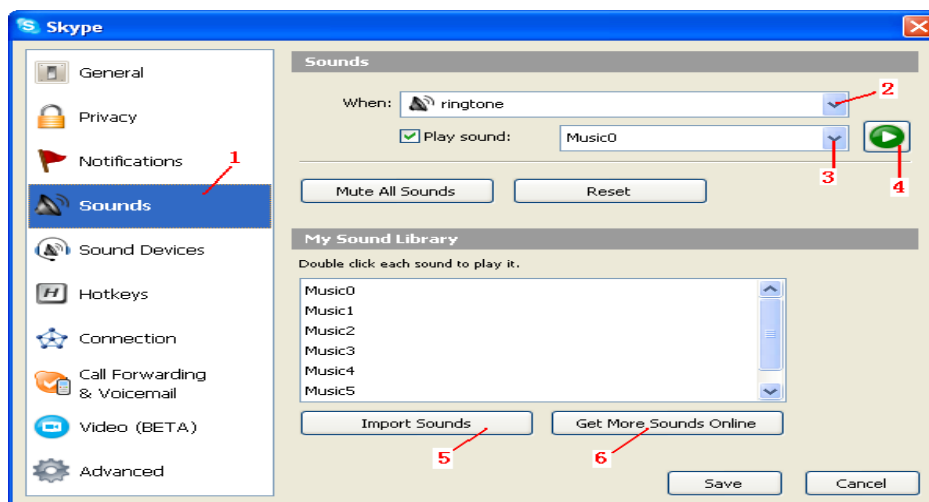 Skype
General
Privacy
Notifications
1
Sounds
Sound Devices
Hotkeys
Connection
Call Forwarding
& Voicemail
Video (BETA)
Advanced
Sounds
When: ringtone
2
Play sound: Music0
3
4
Mute All Sounds Reset
My Sound Library
Double click each sound to play it.
Music0
Music1
Music2
Music3
Music4
Music5
Import Sounds Get More Sounds Online
5 6
Save Cancel